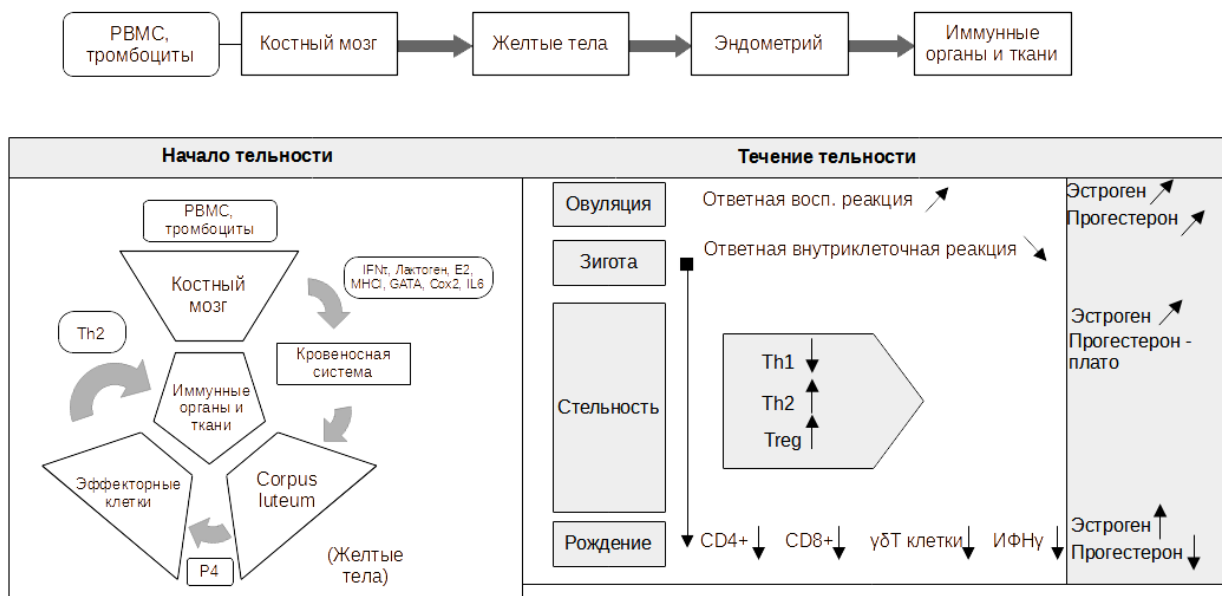 PBMC,
тромбоциты
Костный мозг
Желтые тела
Эндометрий
Иммунные
органы и ткани
Начало тельности
Течение тельности
PBMC,
тромбоциты
Костный
мозг
IFNτ, Лактоген, E2,
MHCI, GATA, Cox2, IL6
Th2
Кровеносная
система
Иммунные
органы и
ткани
Эффекторные
клетки
Corpus
luteum
P4
(Желтые
тела)
Овуляция
Ответная восп. реакция
Эстроген
Прогестерон
Зигота
Ответная внутриклеточная реакция
Стельность
Th1
Th2
Treg
Эстроген
Прогестерон -
плато
Рождение
CD4+
CD8+
γδT клетки
ИФНγ
Эстроген
Прогестерон